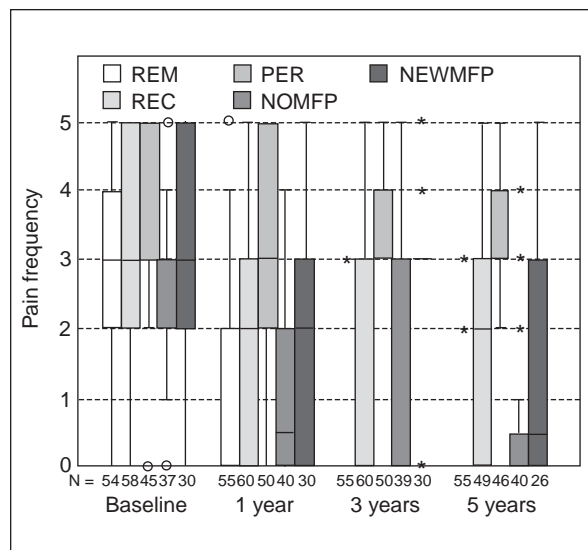 REM PER NEWMFP
REC NOMFP
Pain frequency
5
4
3
2
1
0
N = 54 58 45 37 30 55 60 50 40 30 55 60 50 39 30 55 49 46 40 26
Baseline 1 year 3 years 5 years